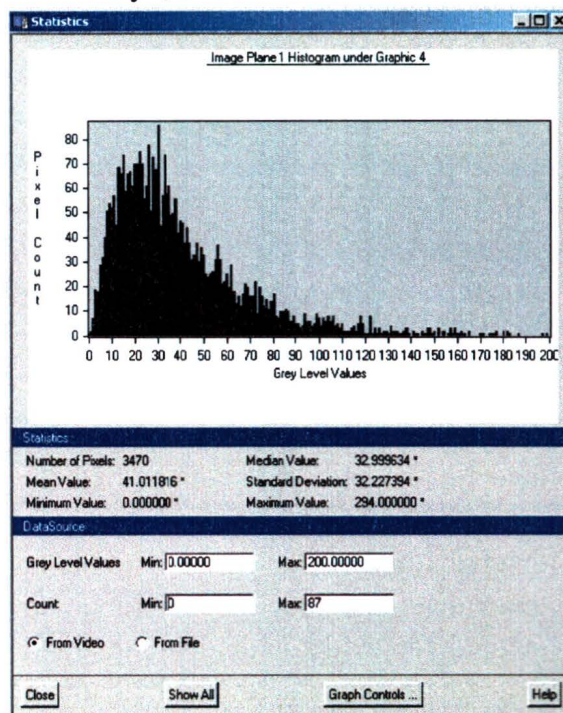 Statistics
Image Plane 1 Histogram under Graphic 4
Pixel Count
80
70
60
50
40
30
20
10
0
0 10 20 30 40 50 60 70 80 90 100 110 120 130 140 150 160 170 180 190 200
Grey Level Values
Statistics
Number of Pixels: 3470 Median Value: 32.999634 *
Mean Value: 41.011816 * Standard Deviation: 32.227394 *
Minimum Value: 0.000000 * Maximum Value: 294.000000 *
DataSource
Grey Level Values Min: 0.00000 Max: 200.00000
Count Min: 0 Max: 87
From Video From File
Close Show All Graph Controls ... Help